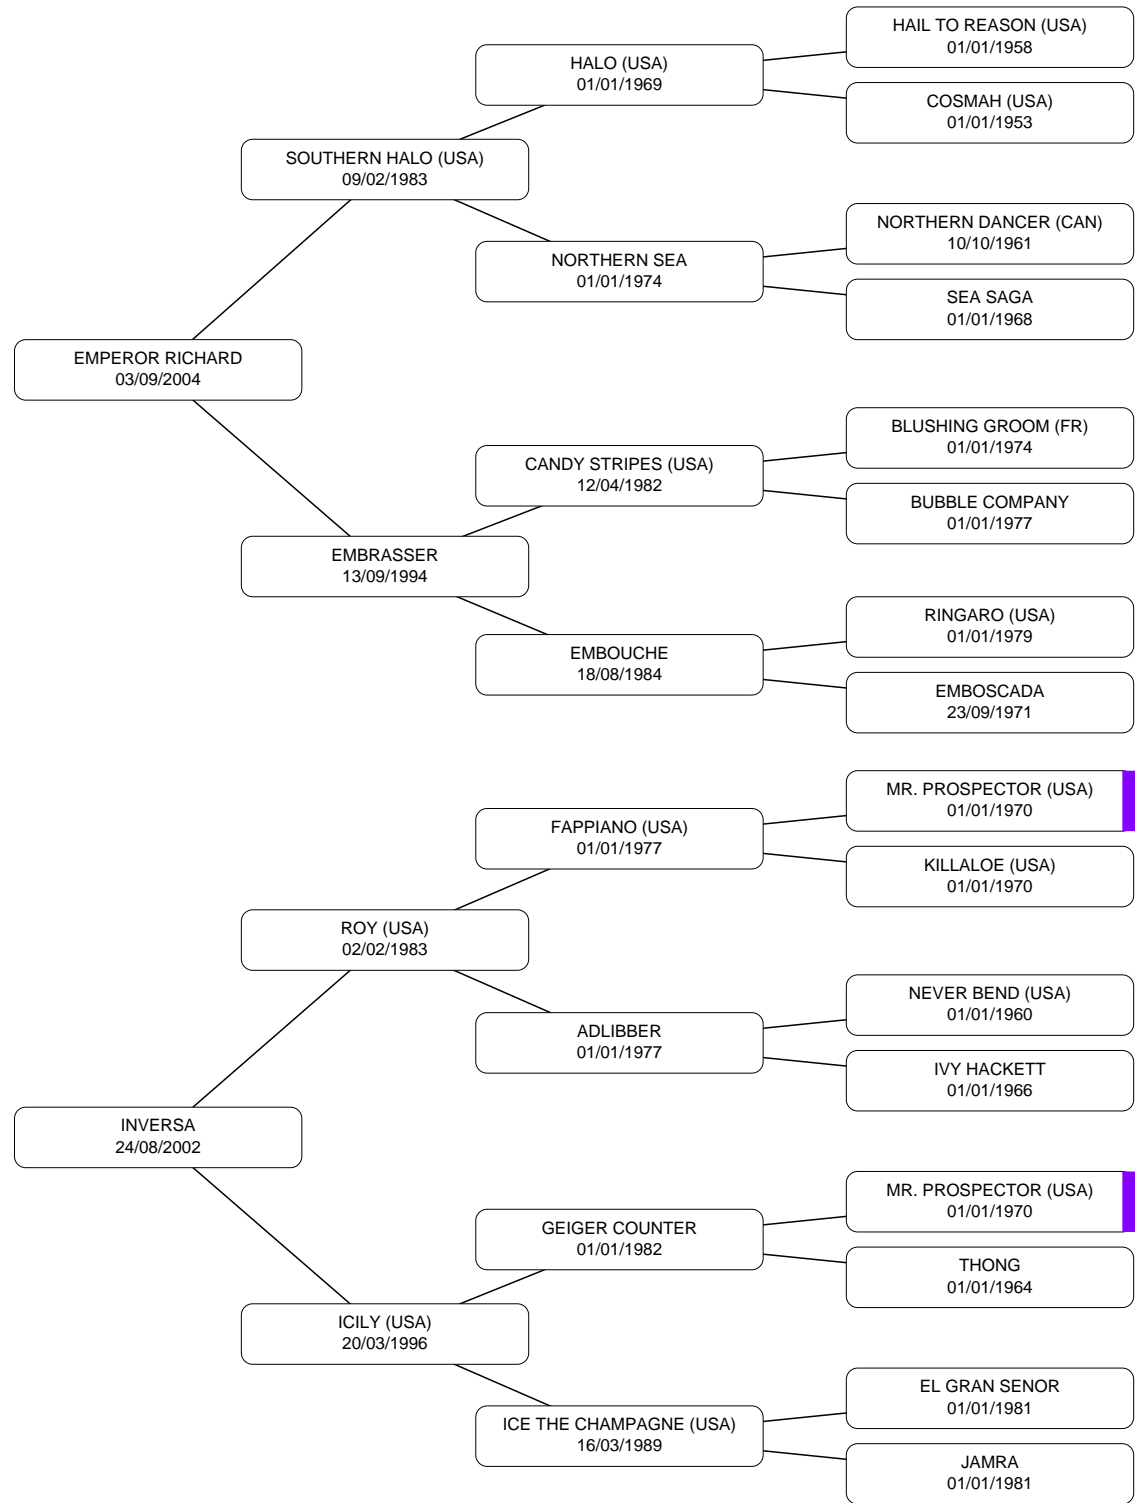 HAIL TO REASON (USA)
01/01/1958
HALO (USA)
01/01/1969
COSMAH (USA)
01/01/1953
SOUTHERN HALO (USA)
09/02/1983
NORTHERN DANCER (CAN)
10/10/1961
NORTHERN SEA
01/01/1974
SEA SAGA
01/01/1968
EMPEROR RICHARD
03/09/2004
BLUSHING GROOM (FR)
01/01/1974
CANDY STRIPES (USA)
12/04/1982
BUBBLE COMPANY
01/01/1977
EMBRASSER
13/09/1994
RINGARO (USA)
01/01/1979
EMBOUCHE
18/08/1984
EMBOSCADA
23/09/1971
MR. PROSPECTOR (USA)
01/01/1970
FAPPIANO (USA)
01/01/1977
KILLALOE (USA)
01/01/1970
ROY (USA)
02/02/1983
NEVER BEND (USA)
01/01/1960
ADLIBBER
01/01/1977
IVY HACKETT
01/01/1966
INVERSA
24/08/2002
MR. PROSPECTOR (USA)
01/01/1970
GEIGER COUNTER
01/01/1982
THONG
01/01/1964
ICILY (USA)
20/03/1996
EL GRAN SENOR
01/01/1981
ICE THE CHAMPAGNE (USA)
16/03/1989
JAMRA
01/01/1981